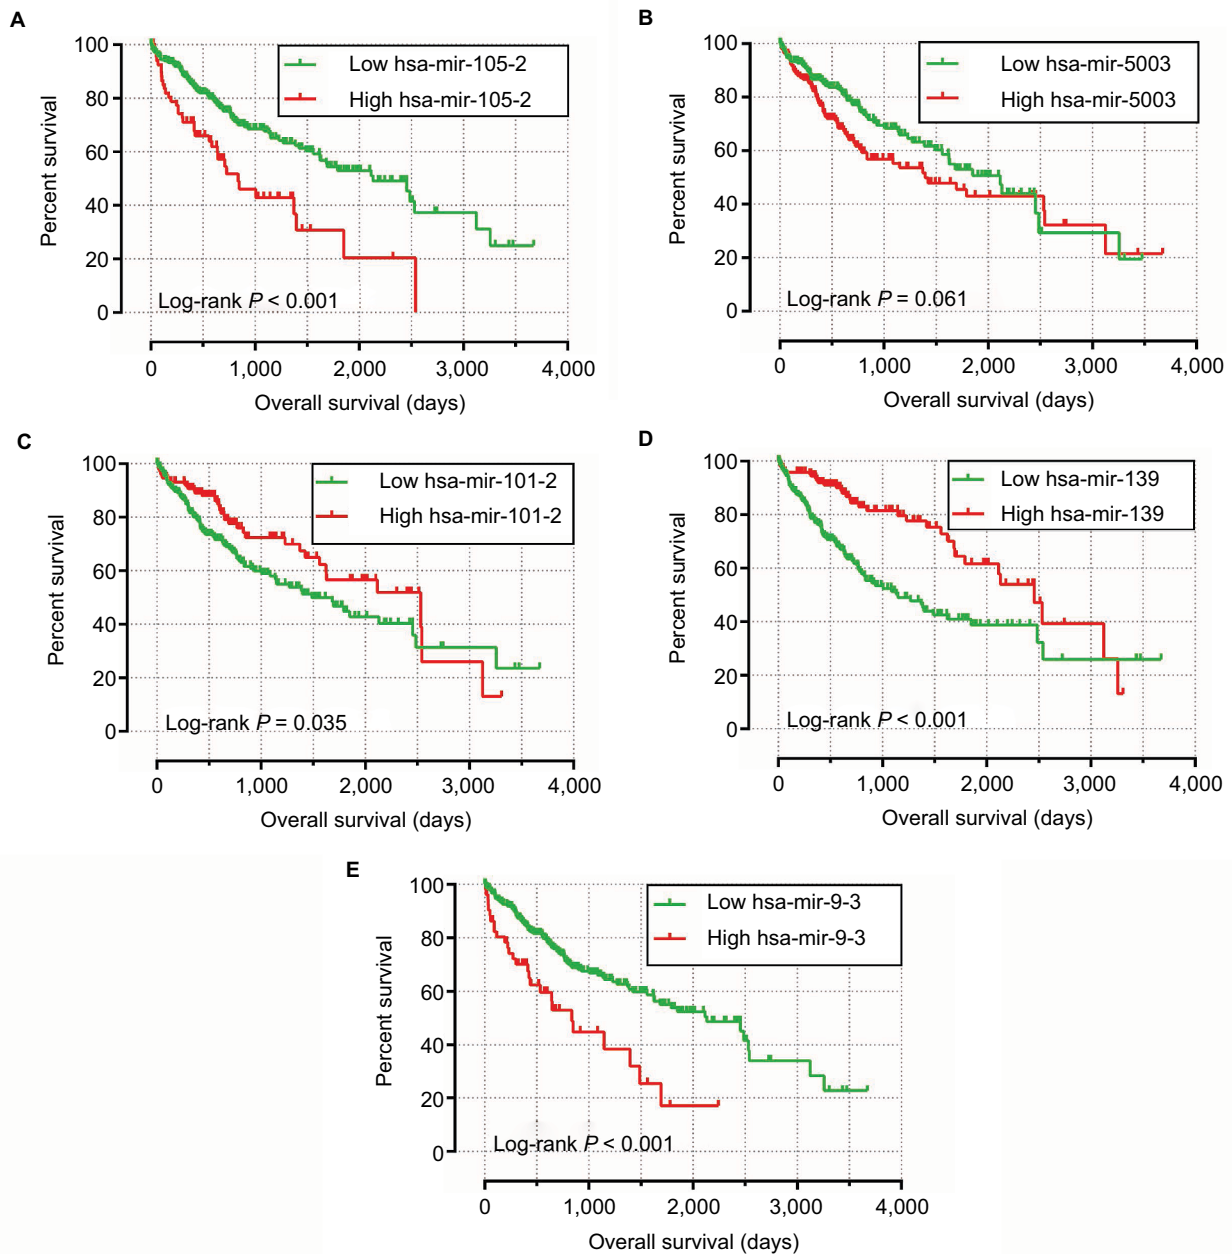 A
100
80
60
40
20
0
Percent survival
Low hsa-mir-105-2
High hsa-mir-105-2
Log-rank P < 0.001
0 1,000 2,000 3,000 4,000
Overall survival (days)
B
100
80
60
40
20
0
Percent survival
Low hsa-mir-5003
High hsa-mir-5003
Log-rank P = 0.061
0 1,000 2,000 3,000 4,000
Overall survival (days)
C
100
80
60
40
20
0
Percent survival
Low hsa-mir-101-2
High hsa-mir-101-2
Log-rank P = 0.035
0 1,000 2,000 3,000 4,000
Overall survival (days)
D
100
80
60
40
20
0
Percent survival
Low hsa-mir-139
High hsa-mir-139
Log-rank P < 0.001
0 1,000 2,000 3,000 4,000
Overall survival (days)
E
100
80
60
40
20
0
Percent survival
Low hsa-mir-9-3
High hsa-mir-9-3
Log-rank P < 0.001
0 1,000 2,000 3,000 4,000
Overall survival (days)